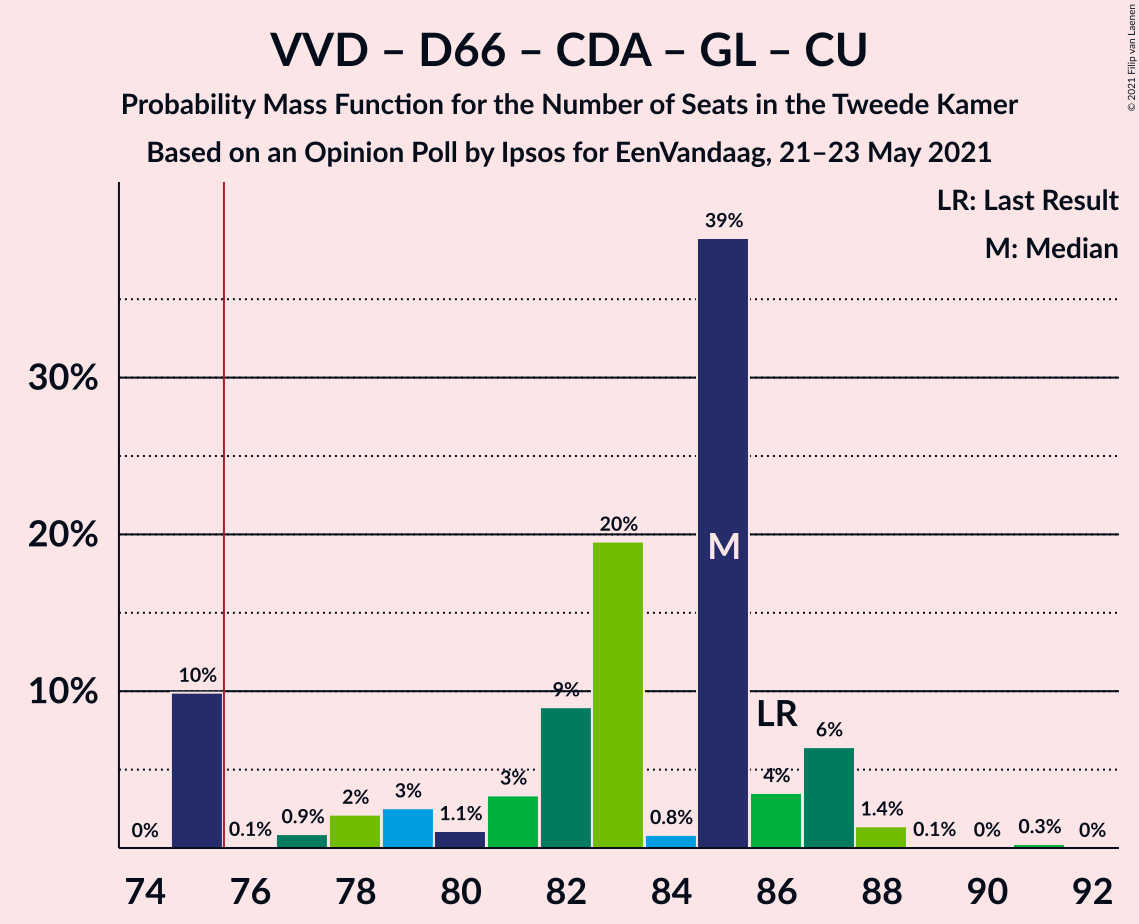 VVD – D66 – CDA – GL – CU
Probability Mass Function for the Number of Seats in the Tweede Kamer
Based on an Opinion Poll by Ipsos for EenVandaag, 21–23 May 2021
© 2021 Filip van Laenen
LR: Last Result
M: Median
30%
20%
10%
0%
10%
0.1%
0.9%
2%
3%
1.1%
3%
9%
20%
0.8%
39%
M
LR
4%
6%
1.4%
0.1%
0%
0.3%
0%
74 76 78 80 82 84 86 88 90 92